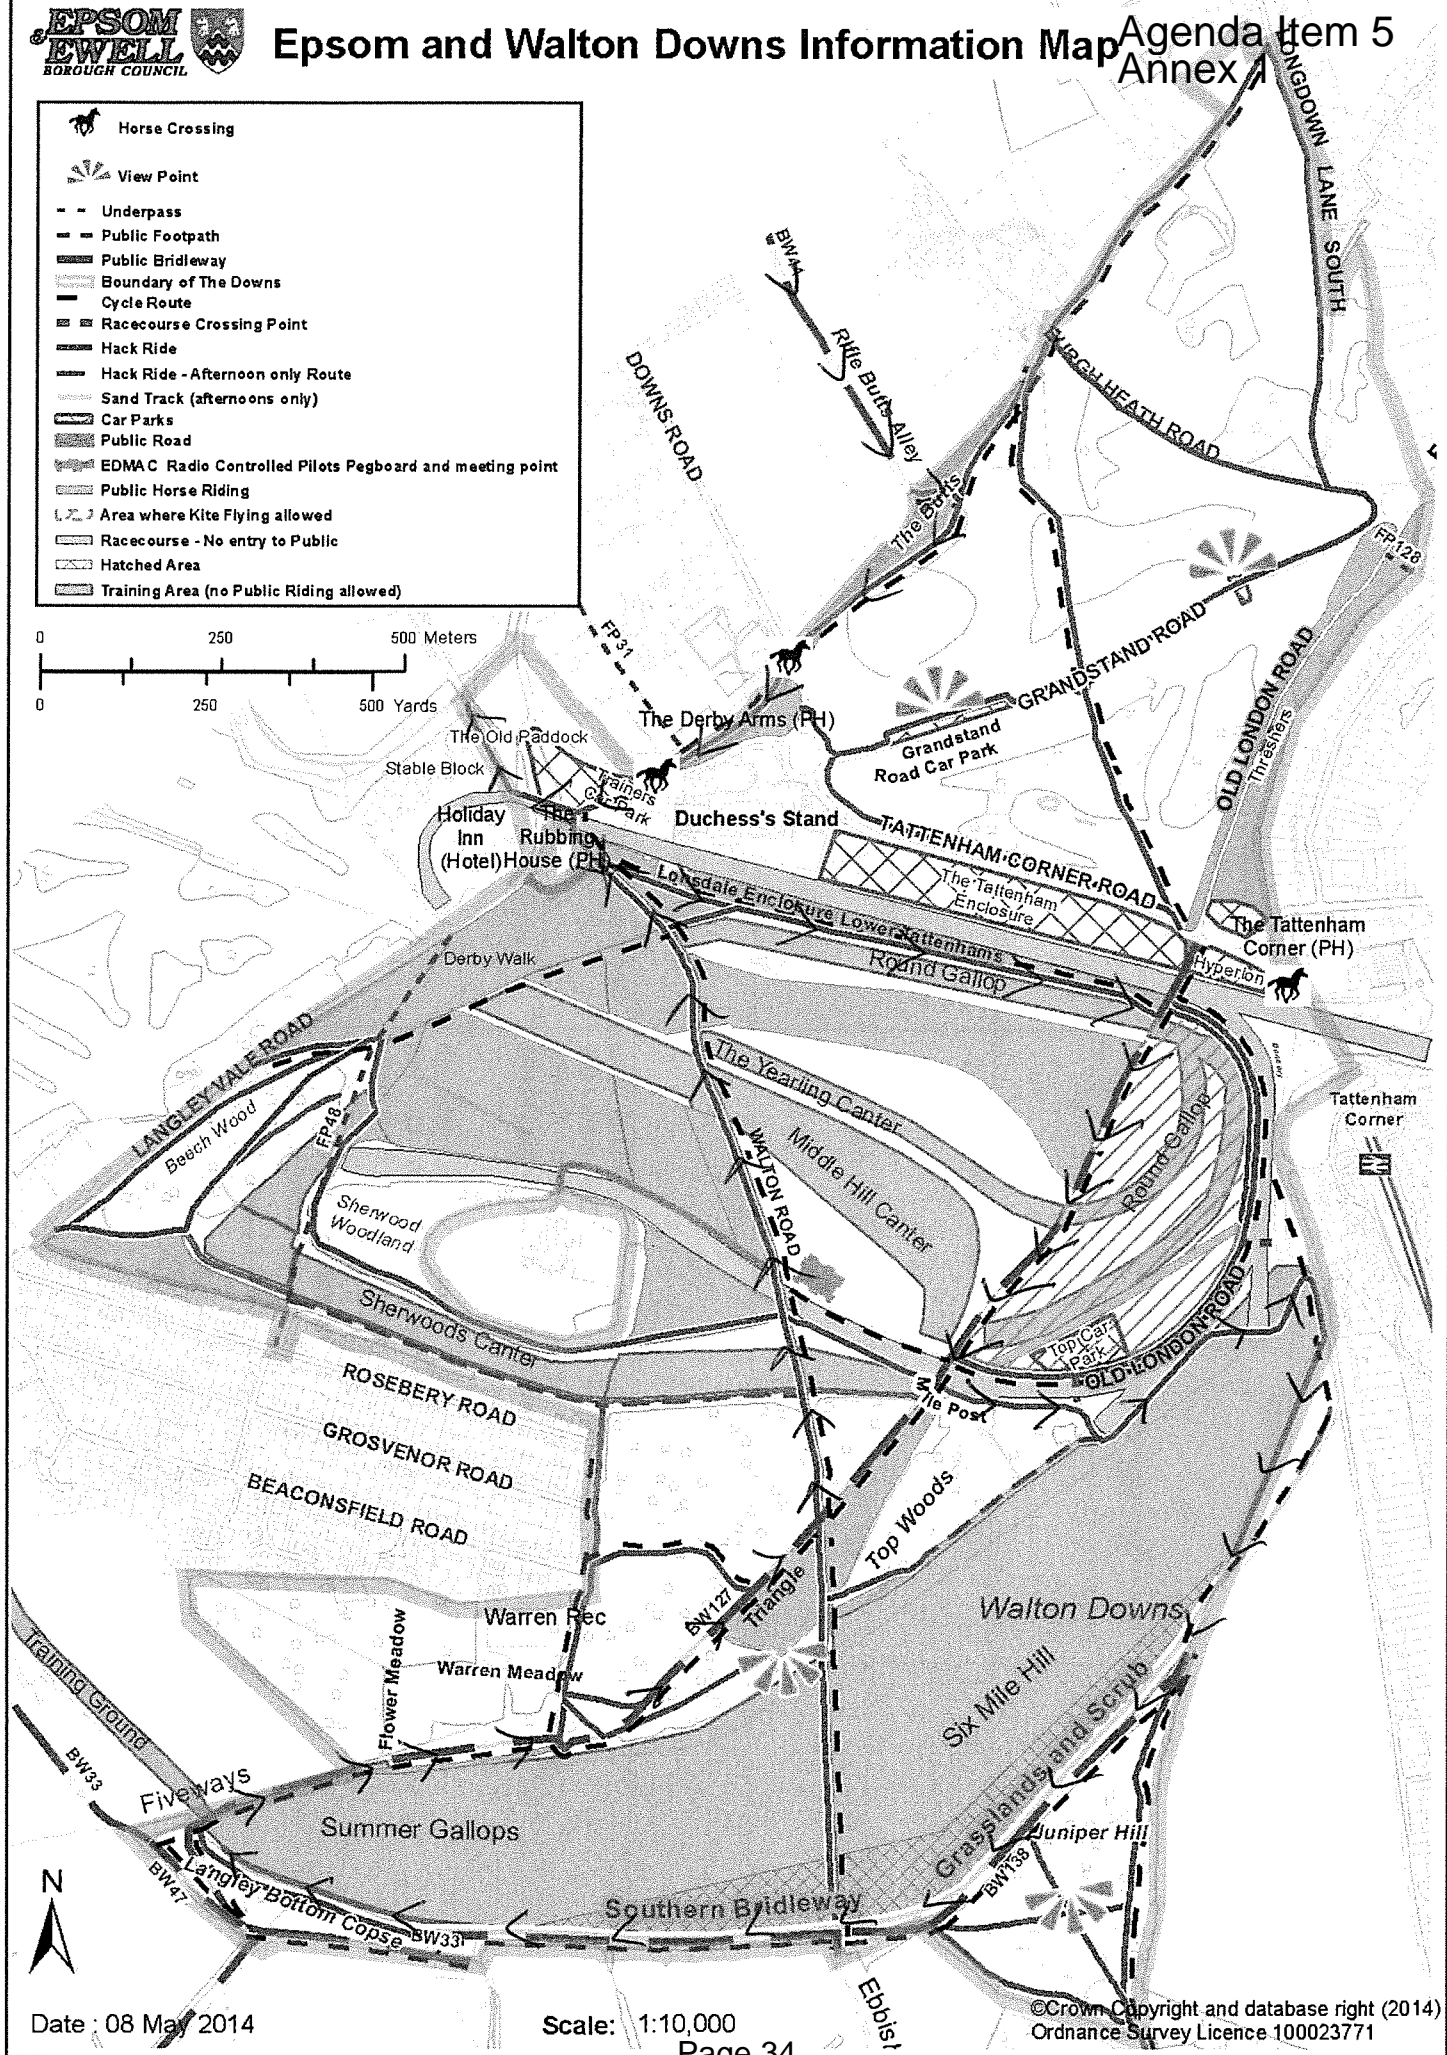 EPSOM
& EWELL
BOROUGH COUNCIL
Epsom and Walton Downs Information Map
Agenda Item 5
Annex 1
Horse Crossing
View Point
Underpass
Public Footpath
Public Bridleway
Boundary of The Downs
Cycle Route
Racecourse Crossing Point
Hack Ride
Hack Ride - Afternoon only Route
Sand Track (afternoons only)
Car Parks
Public Road
EDMAC Radio Controlled Pilots Pegboard and meeting point
Public Horse Riding
Area where Kite Flying allowed
Racecourse - No entry to Public
Hatched Area
Training Area (no Public Riding allowed)
0 250 500 Meters
0 250 500 Yards
LONGDOWN LANE SOUTH
BW44
Rifle Butts Alley
DOWNS ROAD
BURGH HEATH ROAD
The Butts
FP128
FP31
GRANDSTAND ROAD
OLD LONDON ROAD
Threshers
The Derby Arms (PH)
Grandstand
Road Car Park
The Old Paddock
Stable Block
Trainers
Car Park
Holiday
Inn
(Hotel)
The
Rubbing
House (PH)
Duchess's Stand
TATTENHAM CORNER ROAD
The Tattenham
Enclosure
Lonsdale Enclosure Lower Tattenham's
The Tattenham
Corner (PH)
Hyperion
Round Gallop
Derby Walk
LANGLEY VALE ROAD
Beech Wood
FP48
The Yearling Canter
Middle Hill Canter
WALTON ROAD
Round Gallop
Tattenham
Corner
Sherwood
Woodland
Sherwoods Canter
Top Car
Park
OLD LONDON ROAD
Mile Post
ROSEBERY ROAD
GROSVENOR ROAD
BEACONSFIELD ROAD
Top Woods
Warren Rec
BW127
Triangle
Walton Downs
Flower Meadow
Warren Meadow
Six Mile Hill
Grasslands and Scrub
Training Ground
BW33
Fiveways
Summer Gallops
Juniper Hill
BW138
BW47
Langley Bottom Copse
BW33
Southern Bridleway
N
Ebbish
Date : 08 May 2014
Scale: 1:10,000
©Crown Copyright and database right (2014)
Ordnance Survey Licence 100023771
Page 34